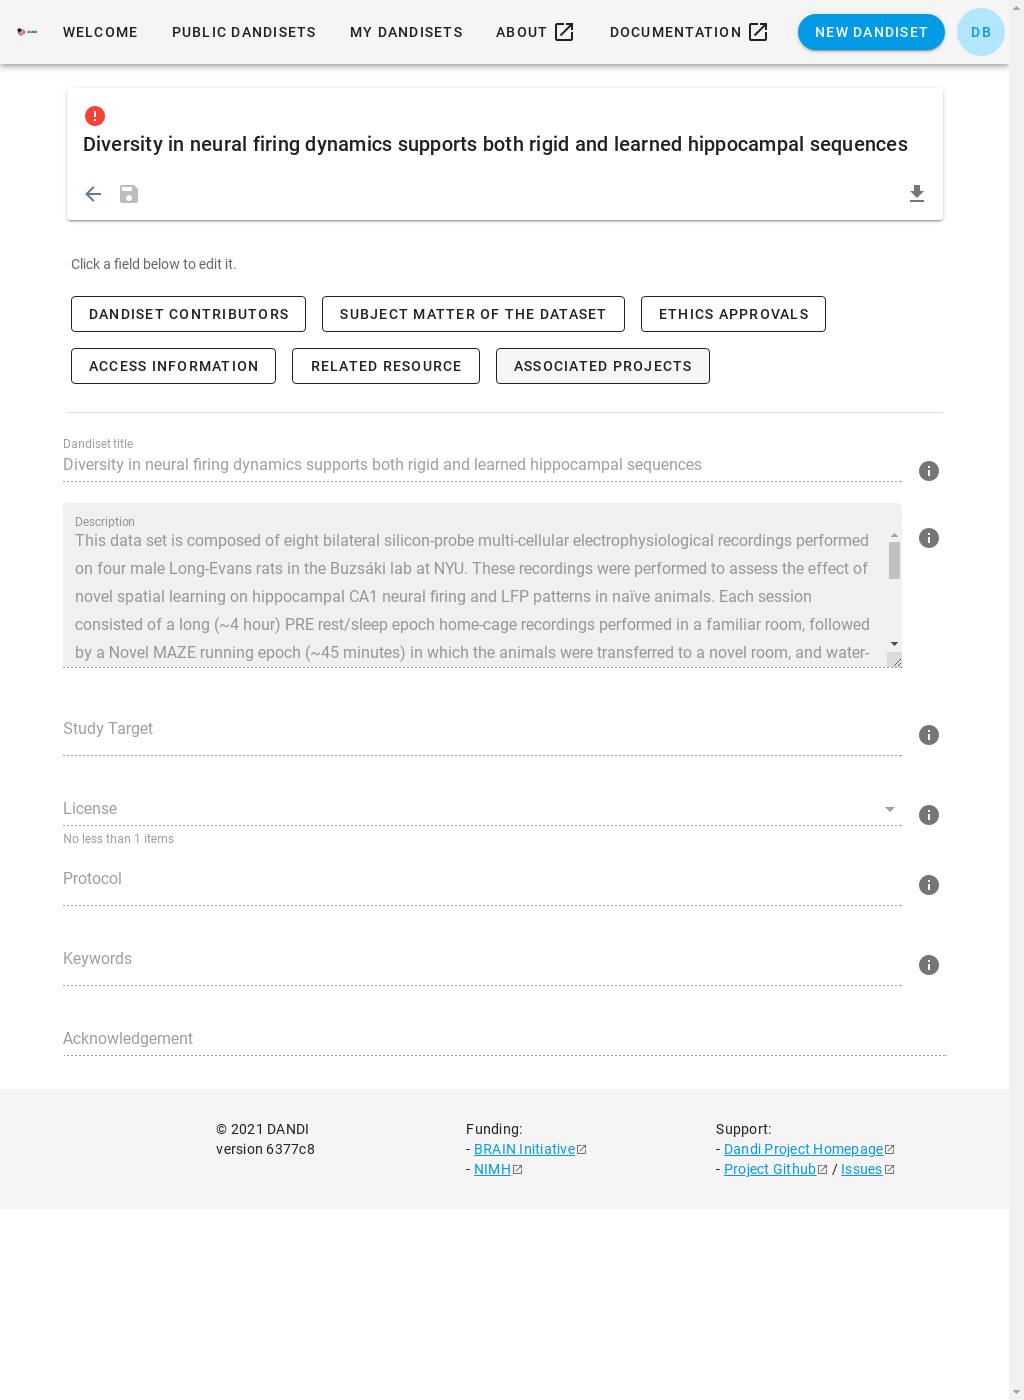 WELCOME PUBLIC DANDISETS MY DANDISETS ABOUT DOCUMENTATION NEW DANDISET DB
Diversity in neural firing dynamics supports both rigid and learned hippocampal sequences
Click a field below to edit it.
DANDISET CONTRIBUTORS SUBJECT MATTER OF THE DATASET ETHICS APPROVALS
ACCESS INFORMATION RELATED RESOURCE ASSOCIATED PROJECTS
Dandiset title
Diversity in neural firing dynamics supports both rigid and learned hippocampal sequences
Description
This data set is composed of eight bilateral silicon-probe multi-cellular electrophysiological recordings performed
on four male Long-Evans rats in the Buzsáki lab at NYU. These recordings were performed to assess the effect of
novel spatial learning on hippocampal CA1 neural firing and LFP patterns in naïve animals. Each session
consisted of a long (~4 hour) PRE rest/sleep epoch home-cage recordings performed in a familiar room, followed
by a Novel MAZE running epoch (~45 minutes) in which the animals were transferred to a novel room, and water-
Study Target
License
No less than 1 items
Protocol
Keywords
Acknowledgement
© 2021 DANDI Funding: Support:
version 6377c8 - BRAIN Initiative - Dandi Project Homepage
- NIMH - Project Github / Issues